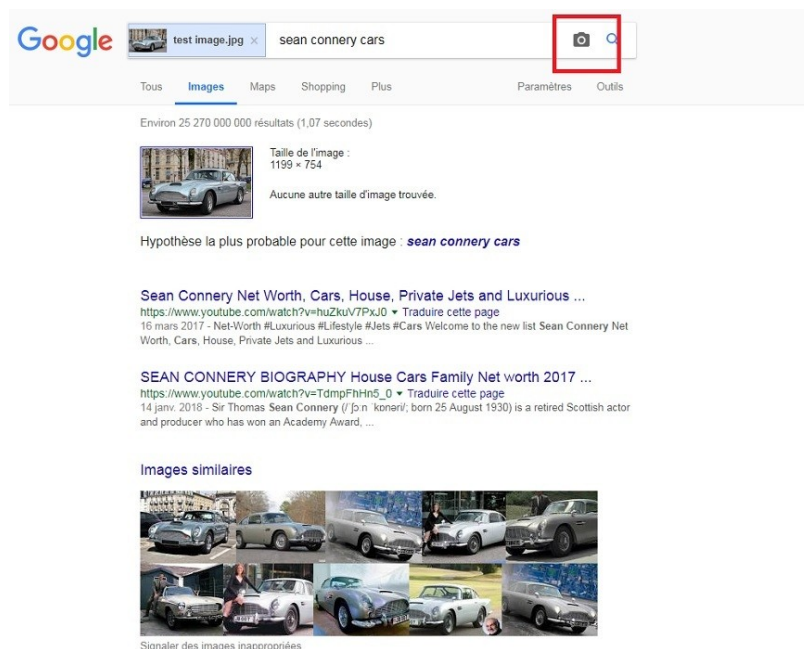 Google test image.jpg × sean connery cars
Tous Images Maps Shopping Plus Paramètres Outils
Environ 25 270 000 000 résultats (1,07 secondes)
Taille de l'image :
1199 × 754
Aucune autre taille d'image trouvée.
Hypothèse la plus probable pour cette image : sean connery cars
Sean Connery Net Worth, Cars, House, Private Jets and Luxurious ...
https://www.youtube.com/watch?v=huZkuV7PxJ0 ▾ Traduire cette page
16 mars 2017 - Net-Worth #Luxurious #Lifestyle #Jets #Cars Welcome to the new list Sean Connery Net
Worth, Cars, House, Private Jets and Luxurious ...
SEAN CONNERY BIOGRAPHY House Cars Family Net worth 2017 ...
https://www.youtube.com/watch?v=TdmpFhHn5_0 ▾ Traduire cette page
14 janv. 2018 - Sir Thomas Sean Connery (/ˈʃɔːn ˈkɒnəri/; born 25 August 1930) is a retired Scottish actor
and producer who has won an Academy Award, ...
Images similaires
Signaler des images inappropriées